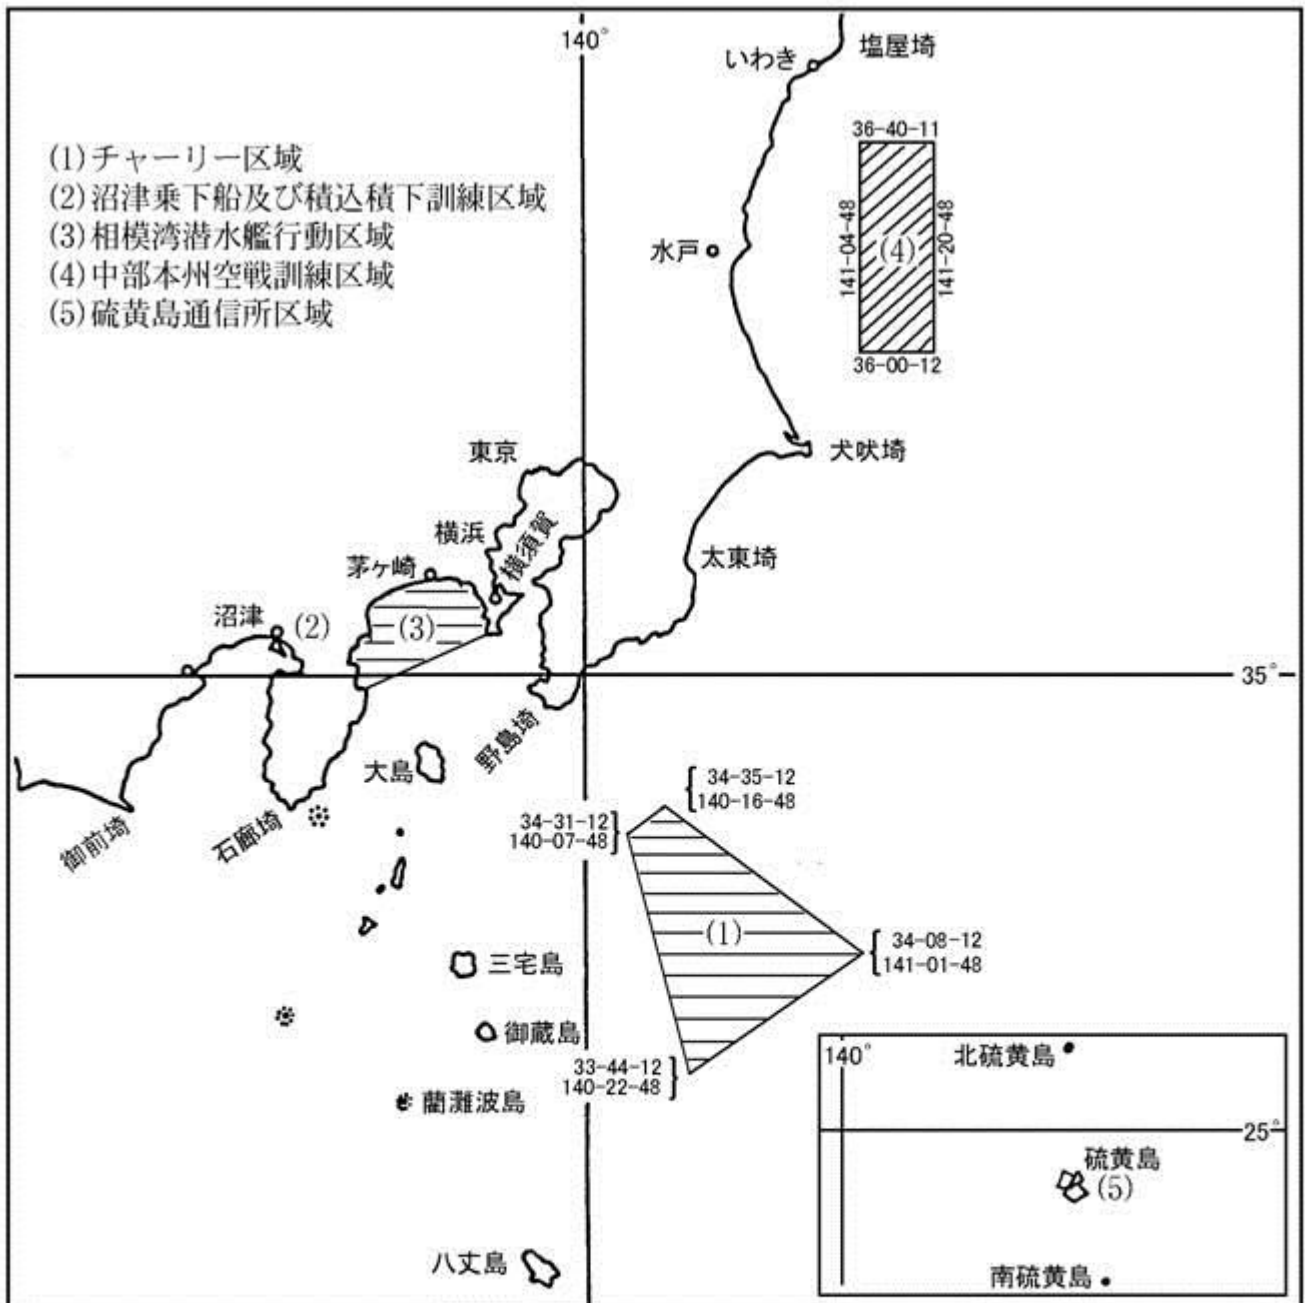 140°
いわき
塩屋埼
(1)チャーリー区域
(2)沼津乗下船及び積込積下訓練区域
(3)相模湾潜水艦行動区域
(4)中部本州空戦訓練区域
(5)硫黄島通信所区域
36-40-11
141-04-48
(4)
141-20-48
36-00-12
水戸
犬吠埼
東京
横浜
横須賀
茅ヶ崎
太東埼
沼津
(2)
(3)
35°
野島埼
大島
御前埼
石廊埼
34-35-12
140-16-48
34-31-12
140-07-48
(1)
34-08-12
141-01-48
三宅島
御蔵島
33-44-12
140-22-48
藺灘波島
八丈島
140°
北硫黄島
25°
硫黄島
(5)
南硫黄島